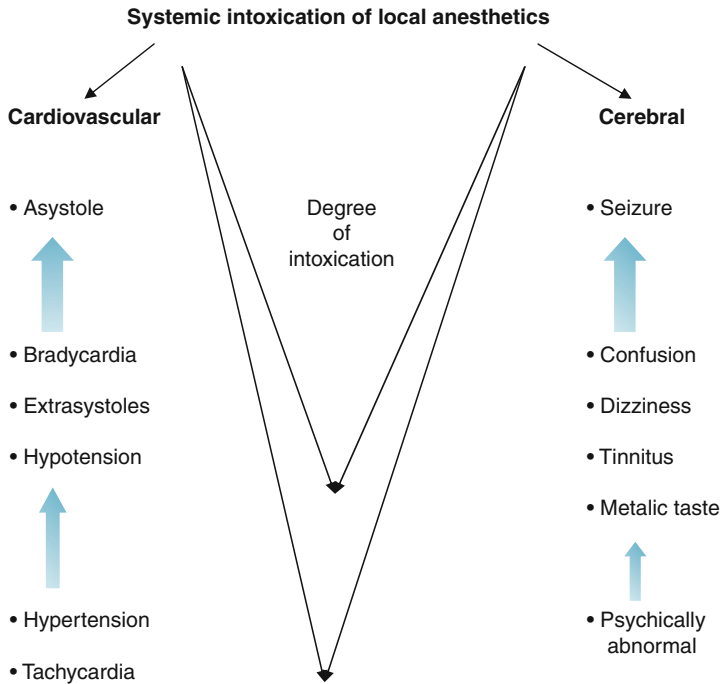 Systemic intoxication of local anesthetics
Cardiovascular
• Asystole
• Bradycardia
• Extrasystoles
• Hypotension
• Hypertension
• Tachycardia
Degree
of
intoxication
Cerebral
• Seizure
• Confusion
• Dizziness
• Tinnitus
• Metalic taste
• Psychically
abnormal